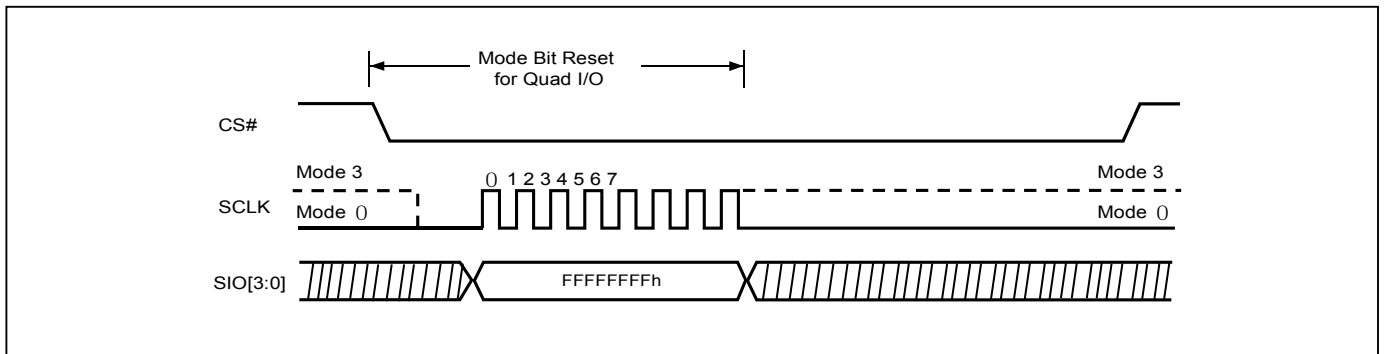 Mode Bit Reset
for Quad I/O
CS#
Mode 3
0 1 2 3 4 5 6 7
Mode 3
SCLK
Mode 0
Mode 0
SIO[3:0]
FFFFFFFFh